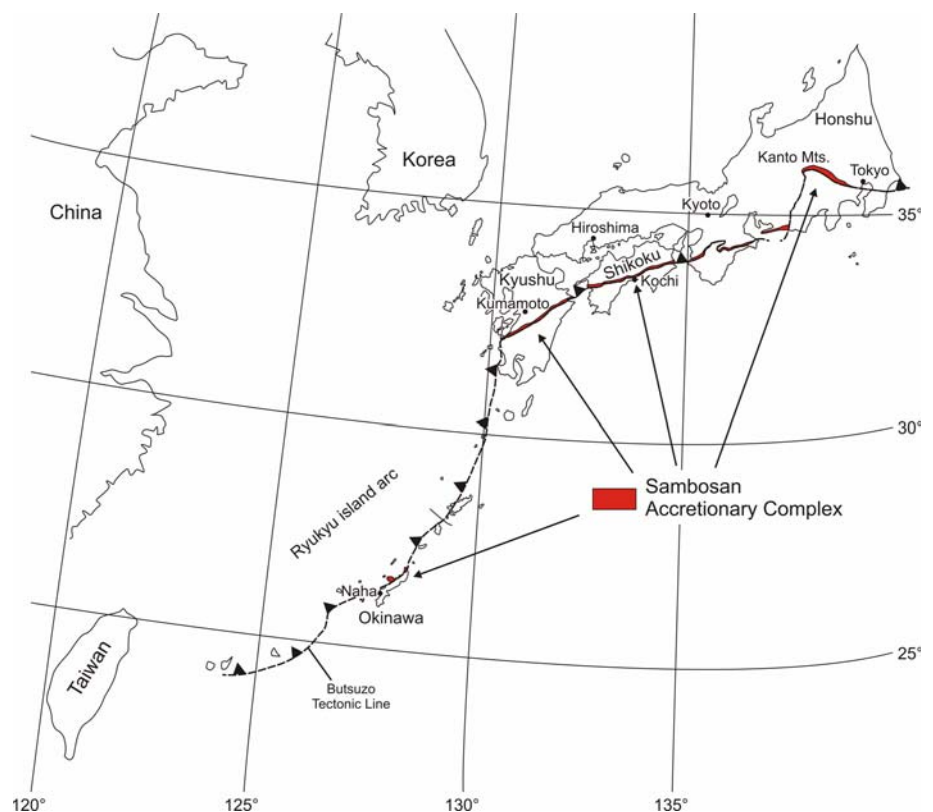 Honshu
Kanto Mts.
Tokyo
Korea
China
Kyoto
35°
Hiroshima
Shikoku
Kyushu
Kochi
Kumamoto
30°
Sambosan
Accretionary Complex
Ryukyu island arc
Naha
Okinawa
25°
Taiwan
Butsuzo
Tectonic Line
120°
125°
130°
135°